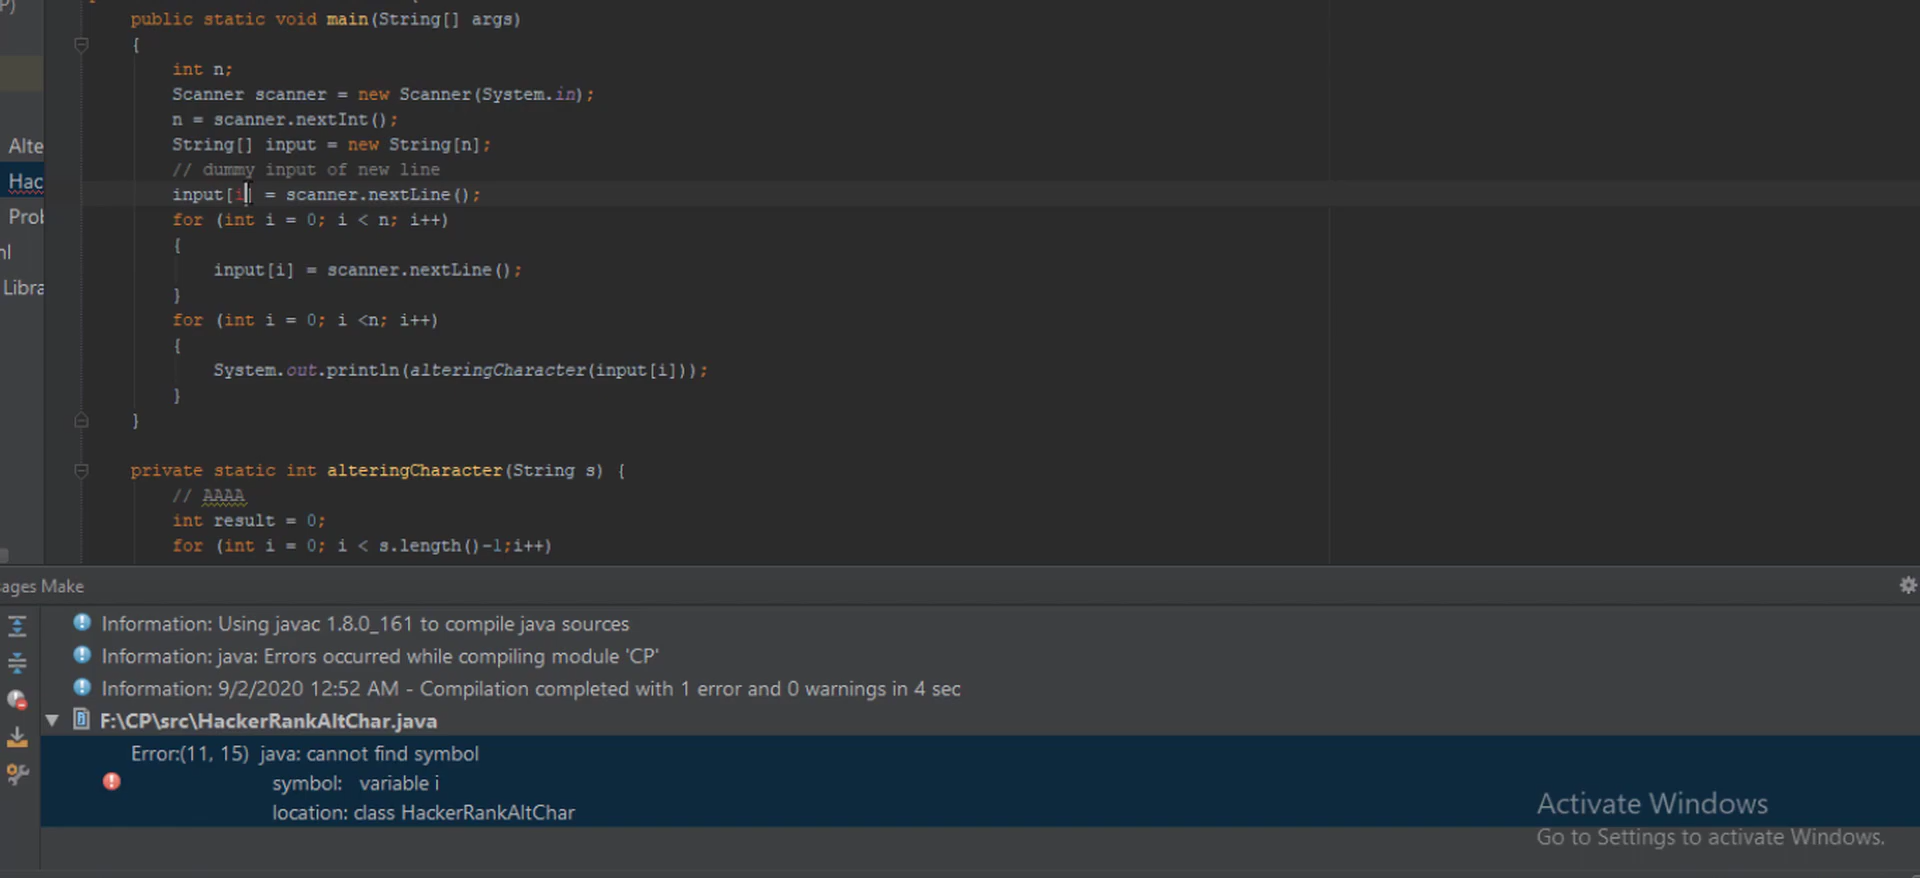 P)
public static void main(String[] args)
{
int n;
Scanner scanner = new Scanner(System.in);
n = scanner.nextInt();
String[] input = new String[n];
// dummy input of new line
input[i] = scanner.nextLine();
for (int i = 0; i < n; i++)
{
input[i] = scanner.nextLine();
}
for (int i = 0; i <n; i++)
{
System.out.println(alteringCharacter(input[i]));
}
}
private static int alteringCharacter(String s) {
// AAAA
int result = 0;
for (int i = 0; i < s.length()-1;i++)
Alte
Hac
Prol
ml
Libra
ages Make
Information: Using javac 1.8.0_161 to compile java sources
Information: java: Errors occurred while compiling module 'CP'
Information: 9/2/2020 12:52 AM - Compilation completed with 1 error and 0 warnings in 4 sec
F:\CP\src\HackerRankAltChar.java
Error:(11, 15) java: cannot find symbol
symbol: variable i
location: class HackerRankAltChar
Activate Windows
Go to Settings to activate Windows.